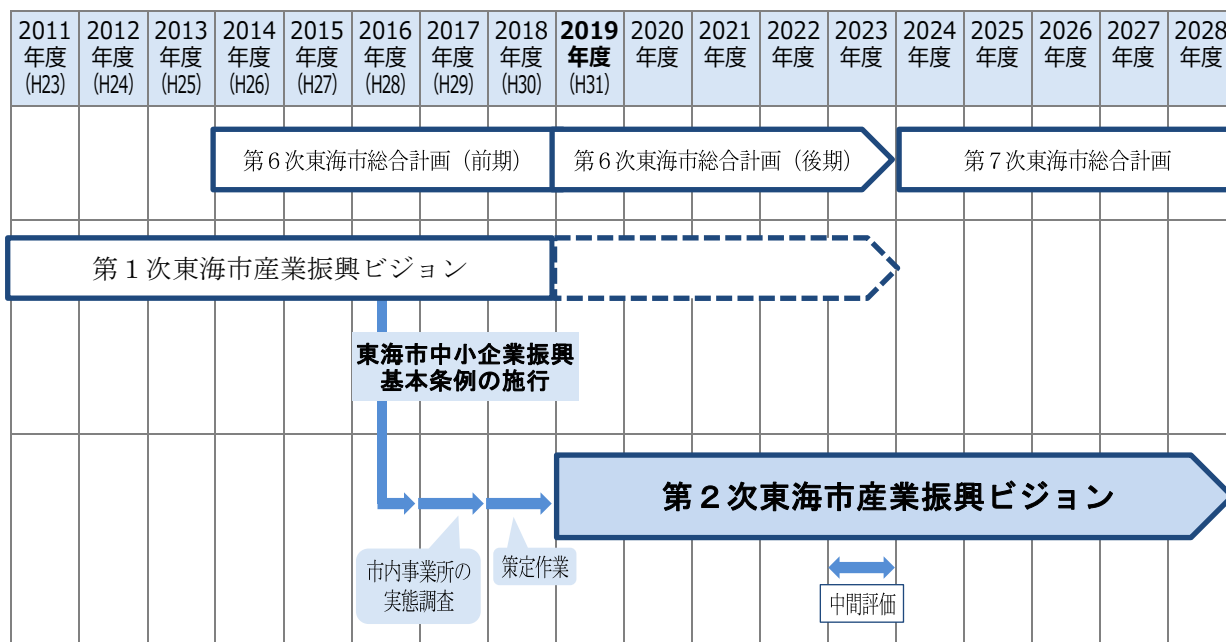 2011
年度
(H23)
2012
年度
(H24)
2013
年度
(H25)
2014
年度
(H26)
2015
年度
(H27)
2016
年度
(H28)
2017
年度
(H29)
2018
年度
(H30)
2019
年度
(H31)
2020
年度
2021
年度
2022
年度
2023
年度
2024
年度
2025
年度
2026
年度
2027
年度
2028
年度
第6次東海市総合計画（前期）
第6次東海市総合計画（後期）
第7次東海市総合計画
第１次東海市産業振興ビジョン
東海市中小企業振興
基本条例の施行
第２次東海市産業振興ビジョン
市内事業所の
実態調査
策定作業
中間評価